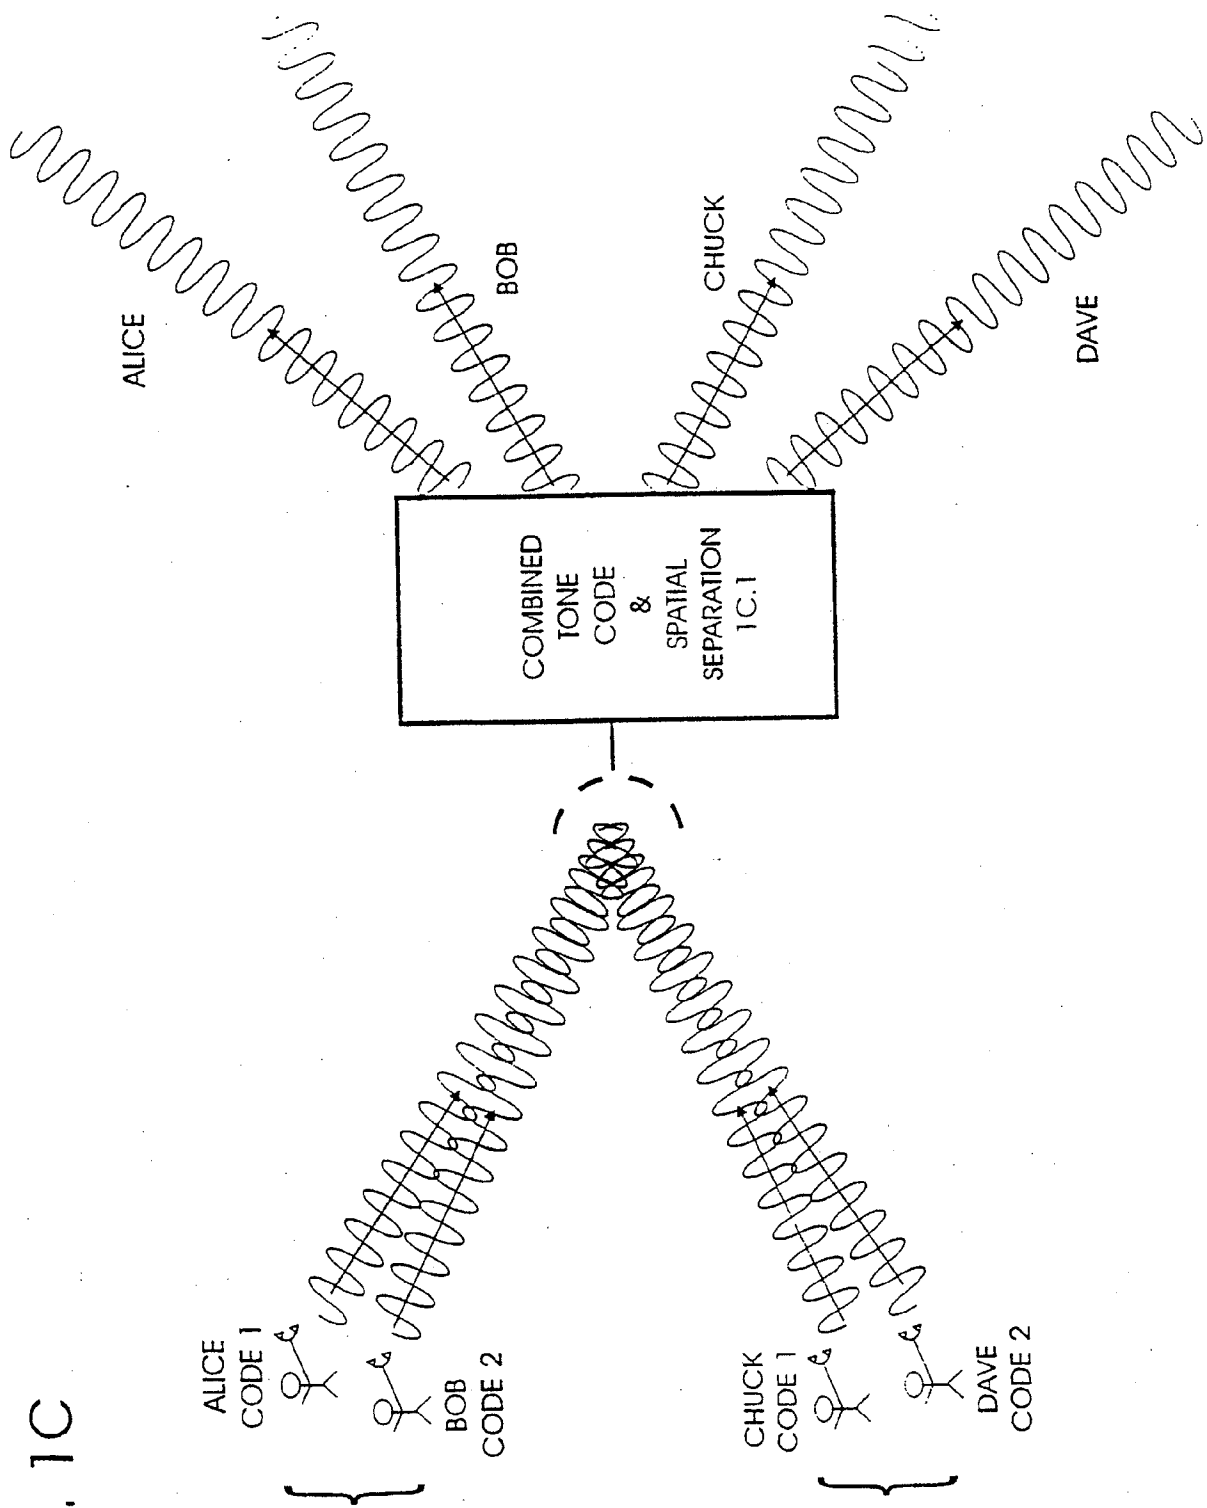 . 1C
ALICE
CODE 1
BOB
CODE 2
CHUCK
CODE 1
DAVE
CODE 2
COMBINED
TONE
CODE
&
SPATIAL
SEPARATION
1C.1
ALICE
BOB
CHUCK
DAVE